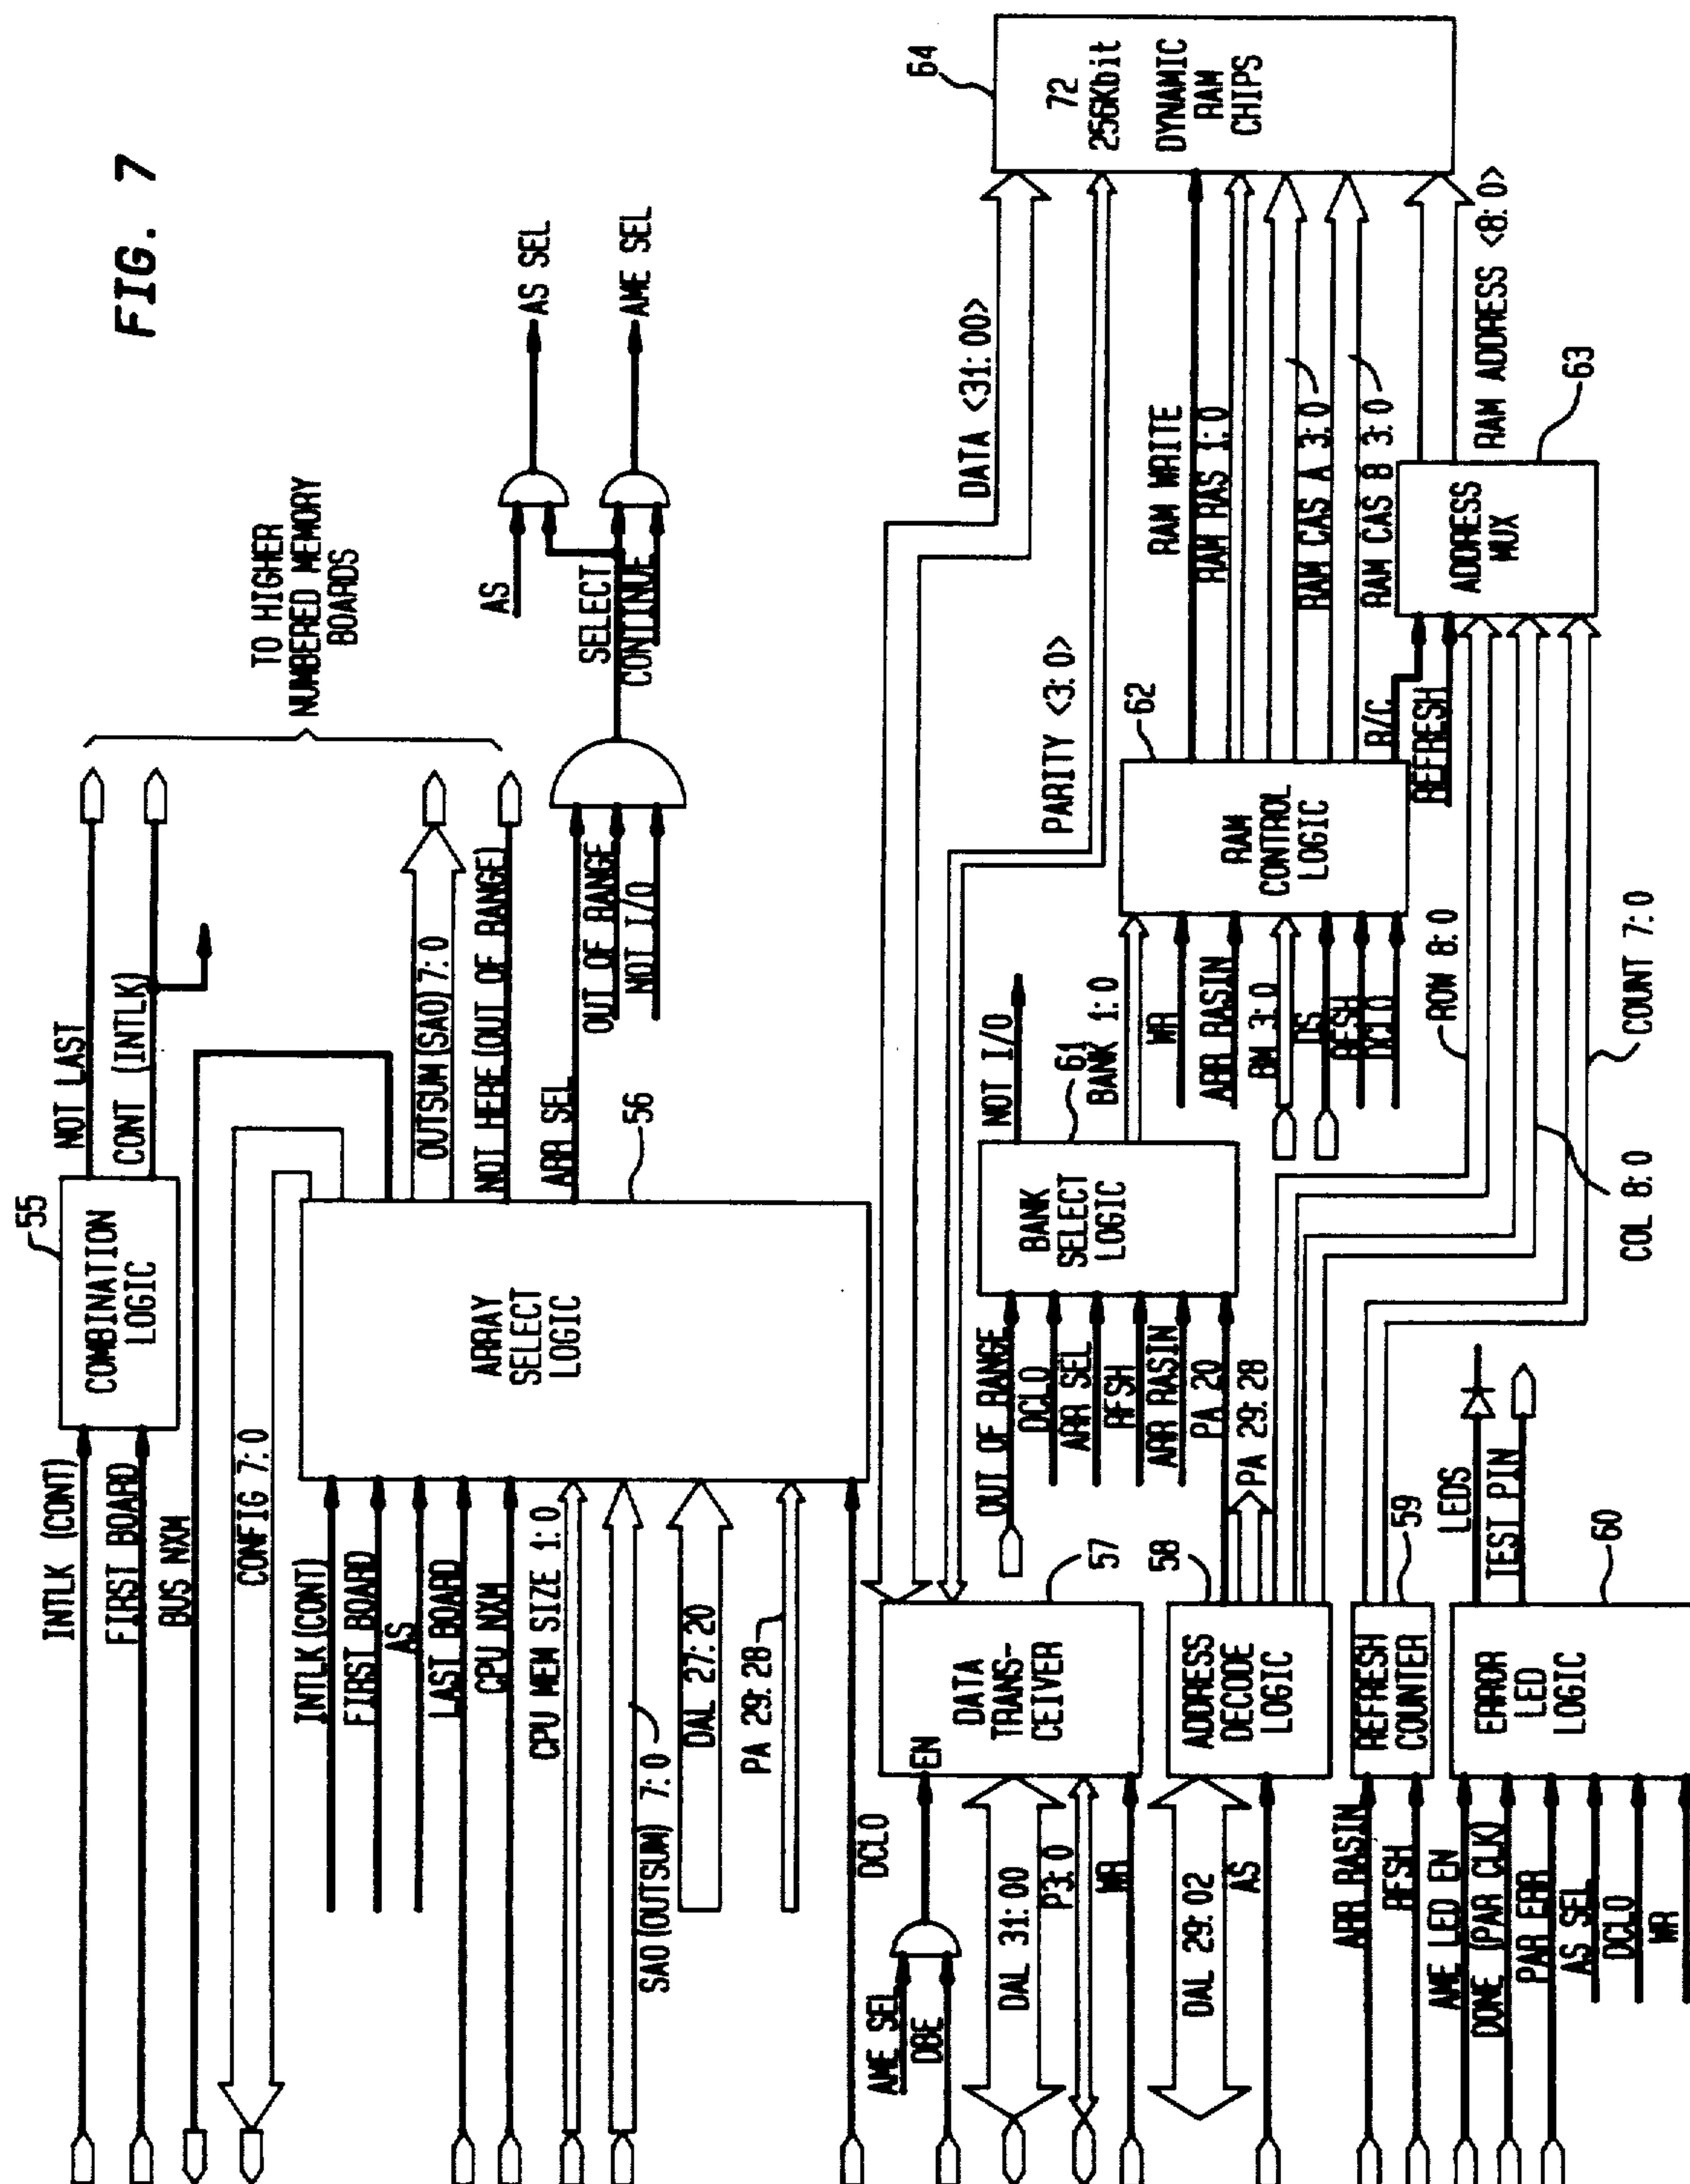 FIG. 7
INTLK (CONT)
FIRST BOARD
BUS NXM
CONFIG 7:0
55
COMBINATION
LOGIC
NOT LAST
CONT (INTLK)
TO HIGHER
NUMBERED MEMORY
BOARDS
INTLK(CONT)
FIRST BOARD
AS
LAST BOARD
CPU NXM
CPU MEM SIZE 1:0
SAO(OUTSUM) 7:0
DAL 27:20
PA 29:28
DCLO
ARRAY
SELECT
LOGIC
56
OUTSUM(SAO)7:0
NOT HERE(OUT OF RANGE)
ARR SEL
OUT OF RANGE
NOT I/O
SELECT
AS
CONTINUE
AS SEL
AME SEL
AME SEL
DBE
EN
DAL 31:00
P3:0
WR
DATA
TRANS-
CEIVER
57
DAL 29:02
AS
ADDRESS
DECODE
LOGIC
58
ARR RASIN
RFSH
REFRESH
COUNTER
59
AME LED EN
DONE (PAR CLK)
PAR ERR
AS SEL
DCLO
WR
ERROR
LED
LOGIC
60
LEDS
TEST PIN
OUT OF RANGE
DCLO
ARR SEL
RFSH
ARR RASIN
PA 20
PA 29:28
BANK
SELECT
LOGIC
61
NOT I/O
BANK 1:0
WR
ARR RASIN
BM 3:0
DS
RFSH
DCLO
RAM
CONTROL
LOGIC
62
DATA <31:00>
PARITY <3:0>
RAM WRITE
RAM RAS 1:0
RAM CAS A 3:0
RAM CAS B 3:0
R/C
REFRESH
ROW 8:0
COL 8:0
COUNT 7:0
ADDRESS
MUX
63
RAM ADDRESS <8:0>
64
72
256Kbit
DYNAMIC
RAM
CHIPS